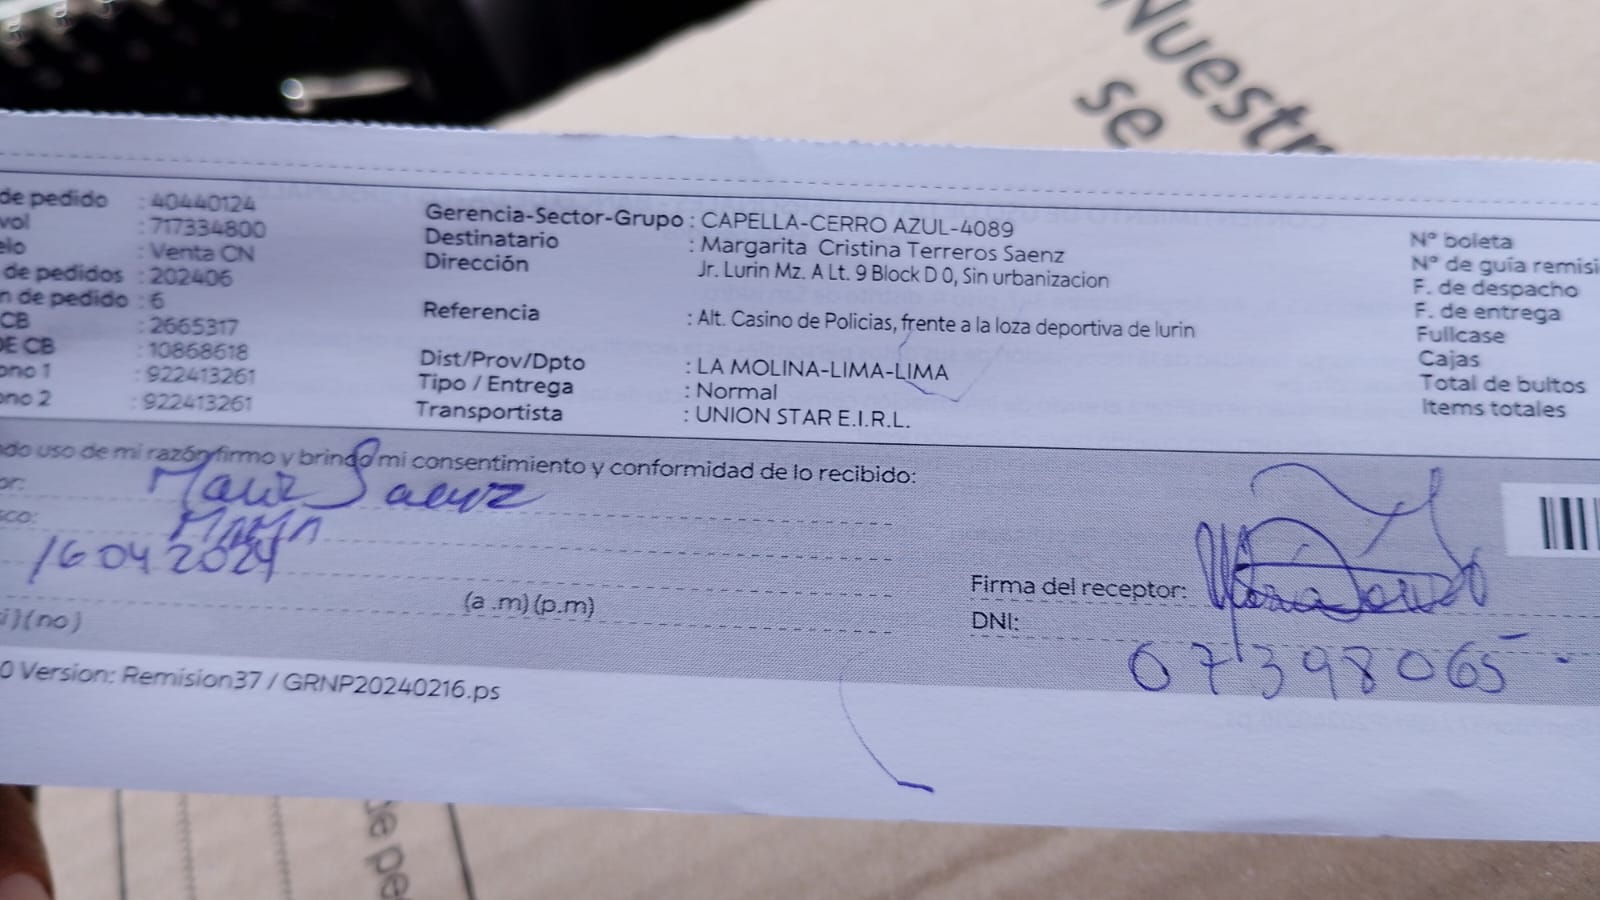 Nuestr
se
de pedido : 40440124
vol : 717334800
elo : Venta CN
de pedidos : 202406
n de pedido : 6
CB : 2665317
DE CB : 10868618
ono 1 : 922413261
ono 2 : 922413261
Gerencia-Sector-Grupo : CAPELLA-CERRO AZUL-4089
Destinatario : Margarita Cristina Terreros Saenz
Dirección Jr. Lurin Mz. A Lt. 9 Block D 0, Sin urbanizacion
Referencia : Alt. Casino de Policias, frente a la loza deportiva de lurin
Dist/Prov/Dpto : LA MOLINA-LIMA-LIMA
Tipo / Entrega : Normal
Transportista : UNION STAR E.I.R.L.
Nº boleta
Nº de guía remisi
F. de despacho
F. de entrega
Fullcase
Cajas
Total de bultos
Items totales
ndo uso de mi razón firmo y brindo mi consentimiento y conformidad de lo recibido:
or: Saenz
sco: MAMA
16 04 2024
(a .m) (p.m)
i) (no)
Firma del receptor:
DNI:
07398065
0 Version: Remision37 / GRNP20240216.ps
de pe